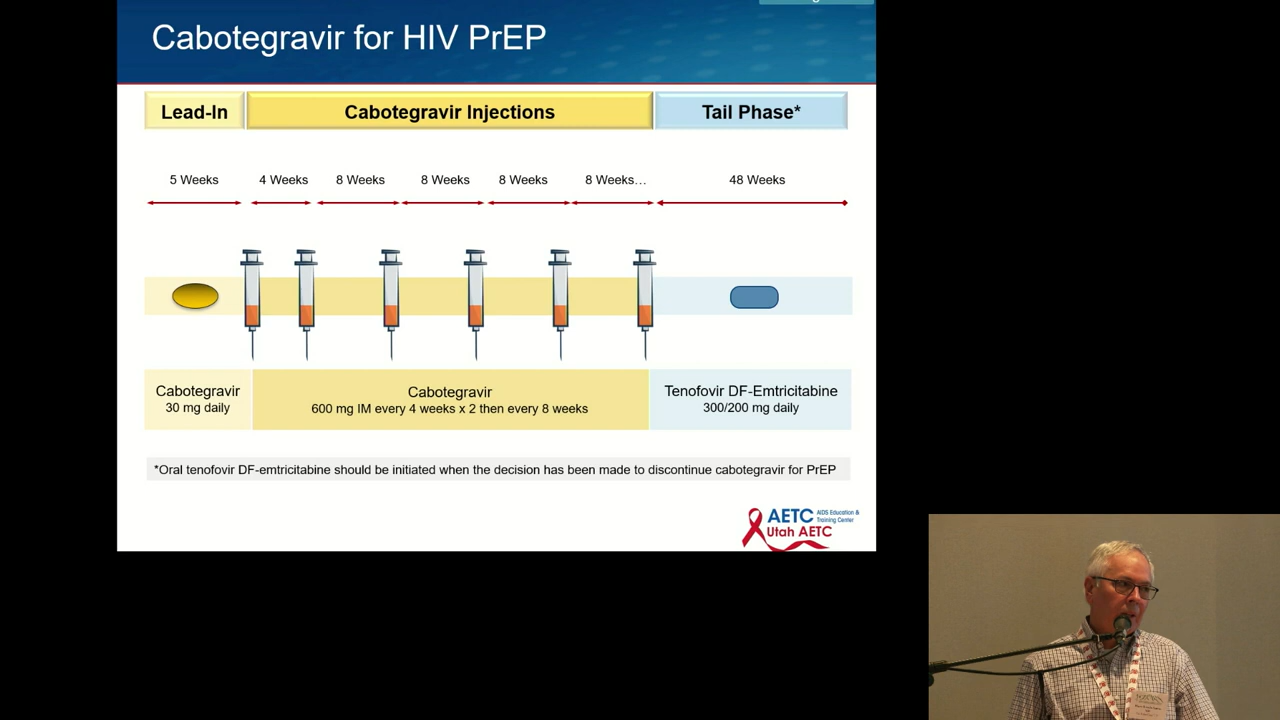 Cabotegravir for HIV PrEP
Lead-In
Cabotegravir Injections
Tail Phase*
5 Weeks
4 Weeks
8 Weeks
8 Weeks
8 Weeks
8 Weeks…
48 Weeks
Cabotegravir
30 mg daily
Cabotegravir
600 mg IM every 4 weeks x 2 then every 8 weeks
Tenofovir DF-Emtricitabine
300/200 mg daily
*Oral tenofovir DF-emtricitabine should be initiated when the decision has been made to discontinue cabotegravir for PrEP
AETC
AIDS Education &
Training Center
Utah AETC